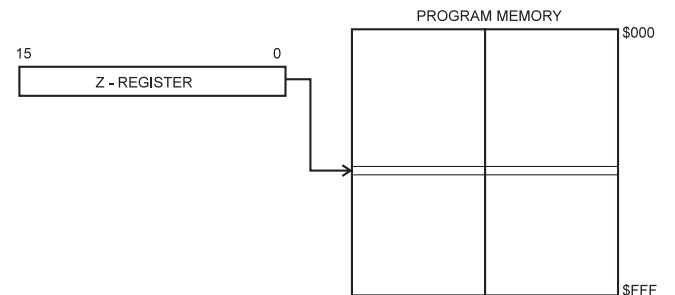 PROGRAM MEMORY
$000
15 0
Z - REGISTER
$FFF